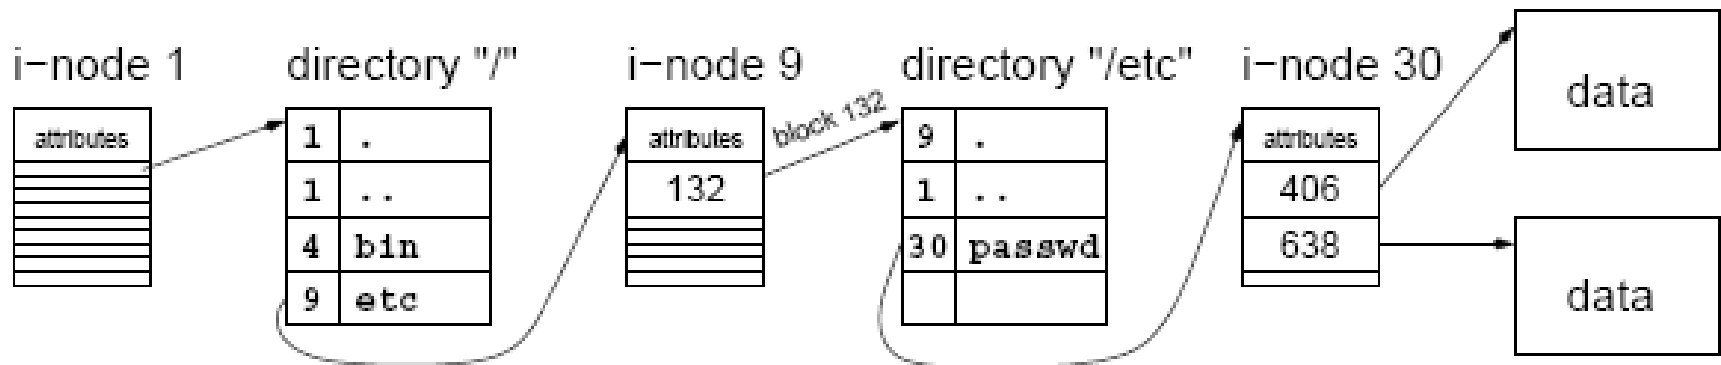 i-node 1
attributes
directory "/"
1 .
1 ..
4 bin
9 etc
i-node 9
attributes
132
block 132
directory "/etc"
9 .
1 ..
30 passwd
i-node 30
attributes
406
638
data
data